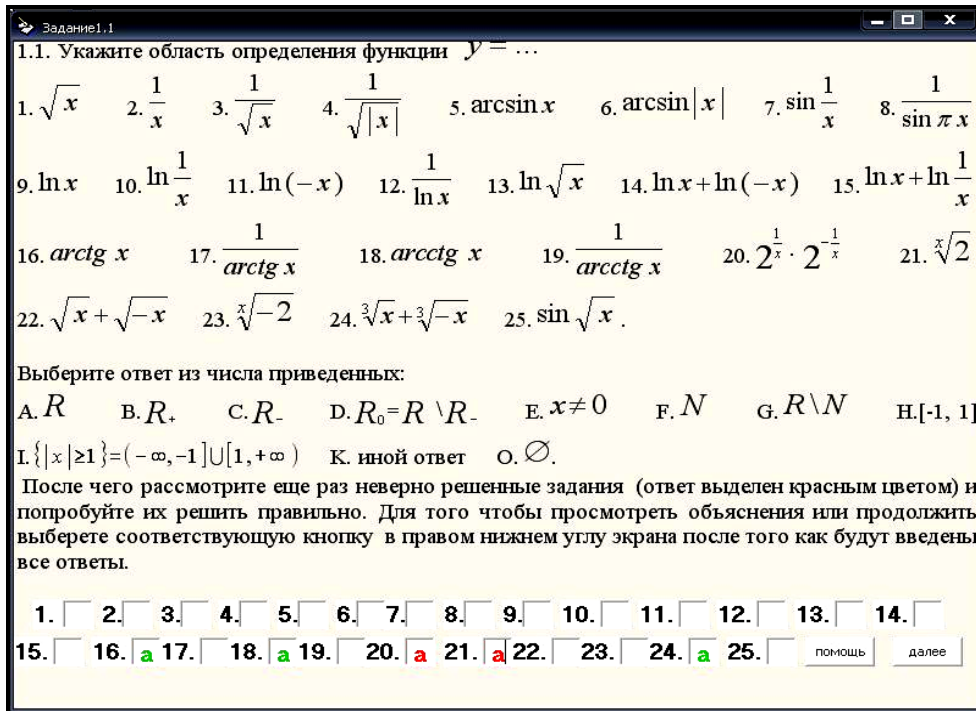 Задание1.1
1.1. Укажите область определения функции y = ...
1. √x 2. 1/x 3. 1/√x 4. 1/√|x| 5. arcsin x 6. arcsin|x| 7. sin 1/x 8. 1/sin π x
9. ln x 10. ln 1/x 11. ln(−x) 12. 1/ln x 13. ln √x 14. ln x + ln(−x) 15. ln x + ln 1/x
16. arctg x 17. 1/arctg x 18. arcctg x 19. 1/arcctg x 20. 2^(1/x) · 2^(−1/x) 21. ˣ√2
22. √x + √−x 23. ˣ√−2 24. ³√x + ³√−x 25. sin √x .
Выберите ответ из числа приведенных:
A. R B. R₊ C. R₋ D. R₀ = R \ R₋ E. x ≠ 0 F. N G. R \ N H.[-1, 1]
I. {|x|≥1}=(−∞,−1]∪[1,+∞) К. иной ответ O. ∅.
После чего рассмотрите еще раз неверно решенные задания (ответ выделен красным цветом) и
попробуйте их решить правильно. Для того чтобы просмотреть объяснения или продолжить
выберете соответствующую кнопку в правом нижнем углу экрана после того как будут введены
все ответы.
1. 2. 3. 4. 5. 6. 7. 8. 9. 10. 11. 12. 13. 14.
15. 16. а 17. 18. а 19. 20. а 21. а 22. 23. 24. а 25. помощь далее